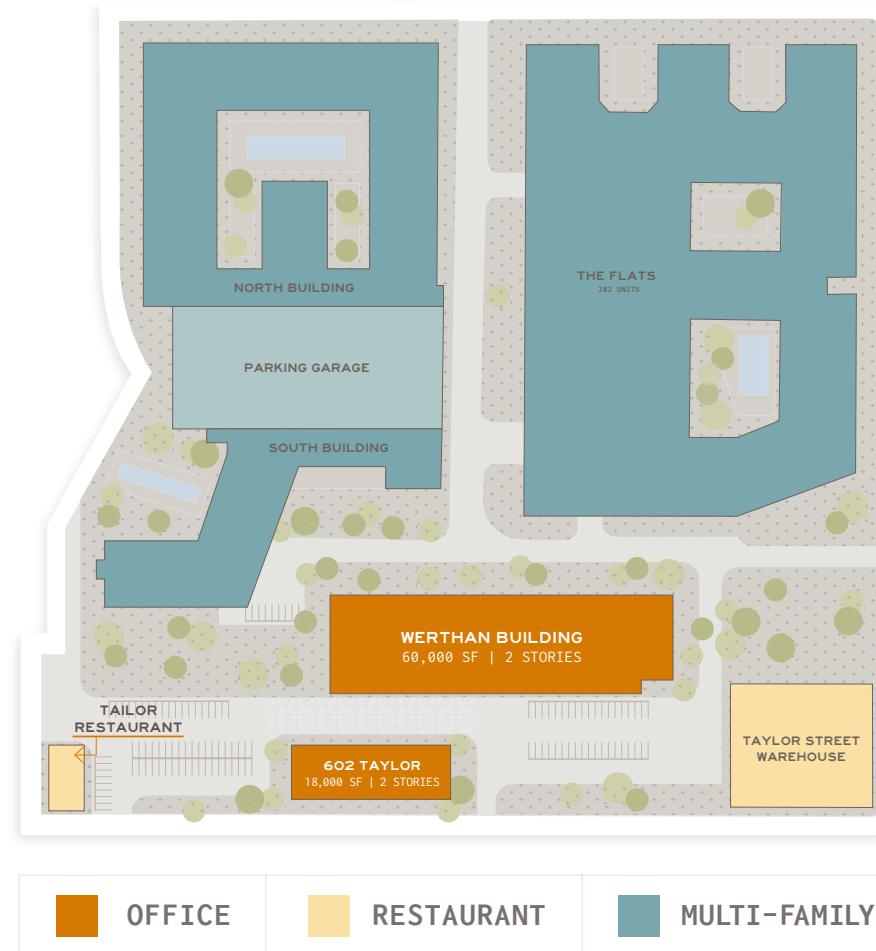 NORTH BUILDING
THE FLATS
282 UNITS
PARKING GARAGE
SOUTH BUILDING
WERTHAN BUILDING
60,000 SF | 2 STORIES
TAILOR
RESTAURANT
TAYLOR STREET
WAREHOUSE
602 TAYLOR
18,000 SF | 2 STORIES
OFFICE
RESTAURANT
MULTI-FAMILY